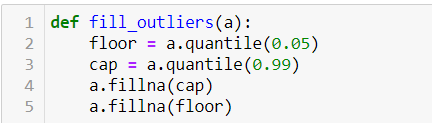 1 def fill_outliers(a):
2     floor = a.quantile(0.05)
3     cap = a.quantile(0.99)
4     a.fillna(cap)
5     a.fillna(floor)